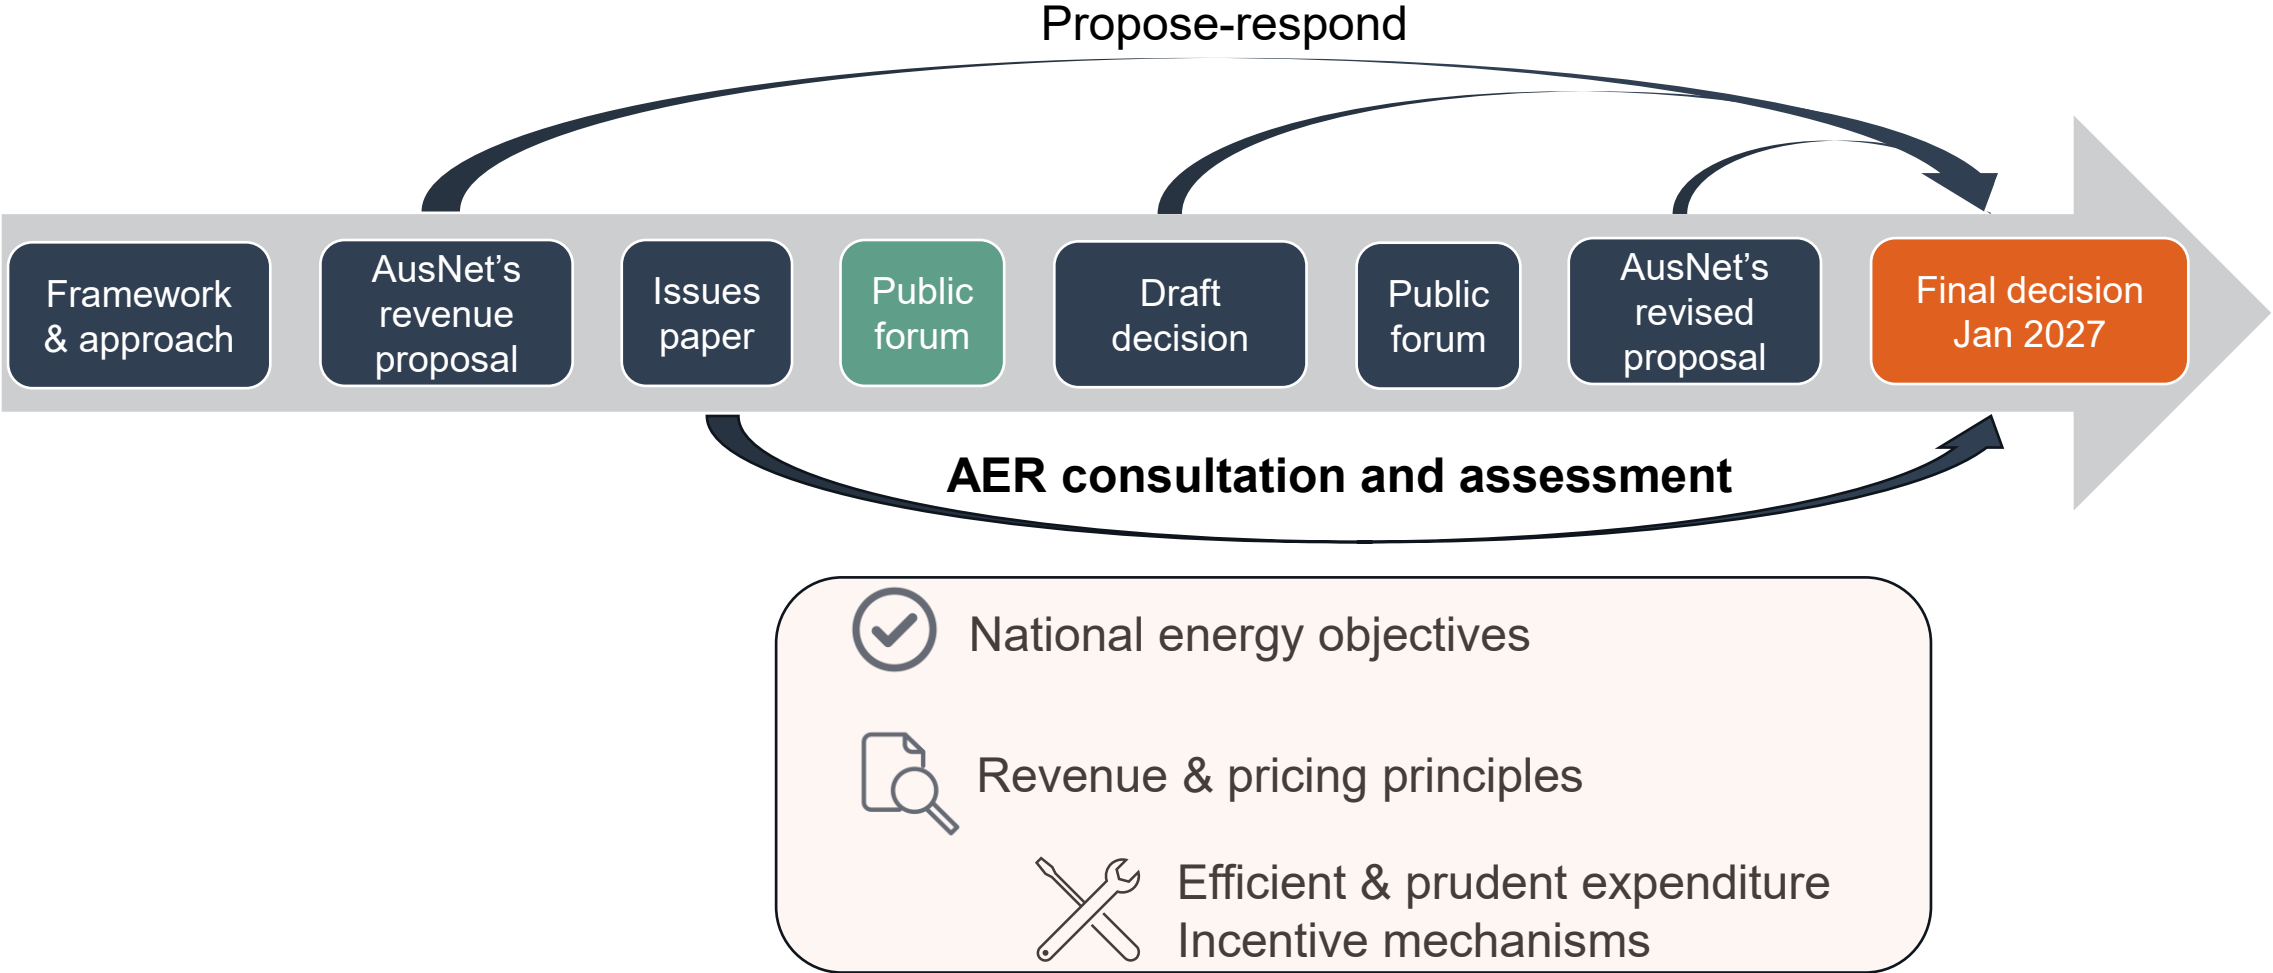 Propose-respond
Framework
& approach
AusNet’s
revenue
proposal
Issues
paper
Public
forum
Draft
decision
Public
forum
AusNet’s
revised
proposal
Final decision
Jan 2027
AER consultation and assessment
National energy objectives
Revenue & pricing principles
Efficient & prudent expenditure
Incentive mechanisms